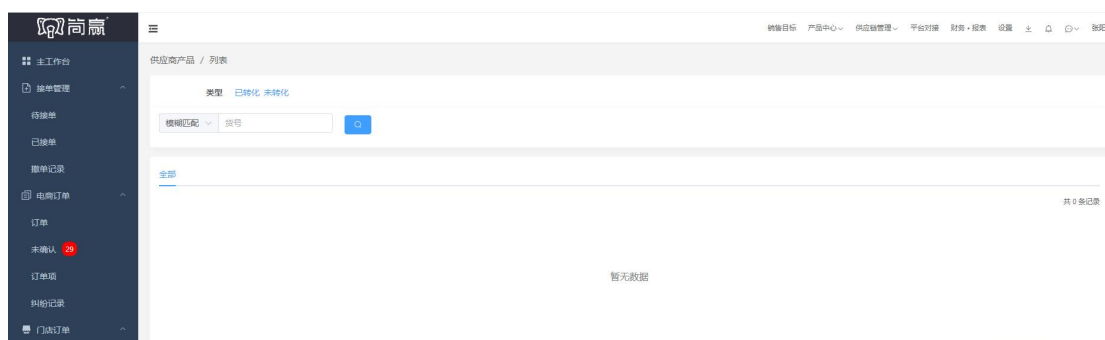 简赢
销售目标 产品中心 供应链管理 平台对接 财务・报表 设置 张阳
主工作台
接单管理
待接单
已接单
撤单记录
电商订单
订单
未确认 29
订单项
纠纷记录
门店订单
供应商产品 / 列表
类型 已转化 未转化
模糊匹配 货号
全部
共 0 条记录
暂无数据